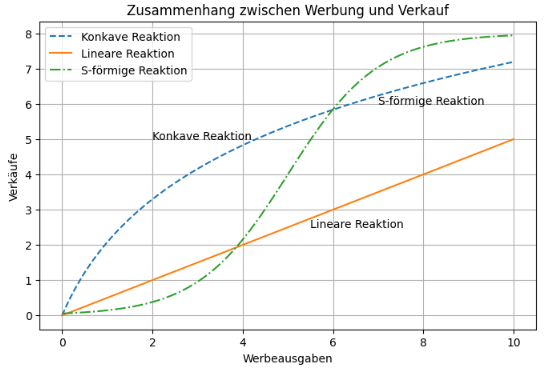 Zusammenhang zwischen Werbung und Verkauf
Konkave Reaktion
Lineare Reaktion
S-förmige Reaktion
8
7
6
5
4
3
2
1
0
Verkäufe
S-förmige Reaktion
Konkave Reaktion
Lineare Reaktion
0 2 4 6 8 10
Werbeausgaben